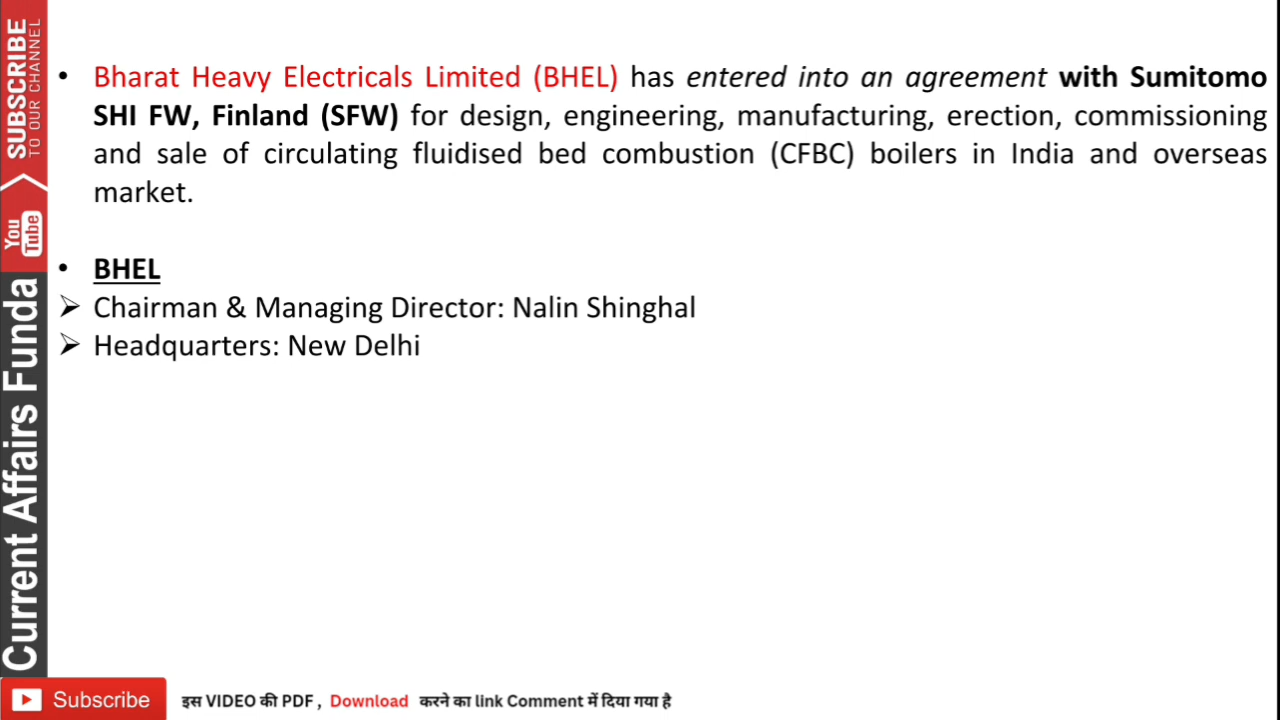 SUBSCRIBE
TO OUR CHANNEL
You Tube
Current Affairs Funda
• Bharat Heavy Electricals Limited (BHEL) has entered into an agreement with Sumitomo
SHI FW, Finland (SFW) for design, engineering, manufacturing, erection, commissioning
and sale of circulating fluidised bed combustion (CFBC) boilers in India and overseas
market.
• BHEL
➢ Chairman & Managing Director: Nalin Shinghal
➢ Headquarters: New Delhi
Subscribe
इस VIDEO की PDF , Download करने का link Comment में दिया गया है